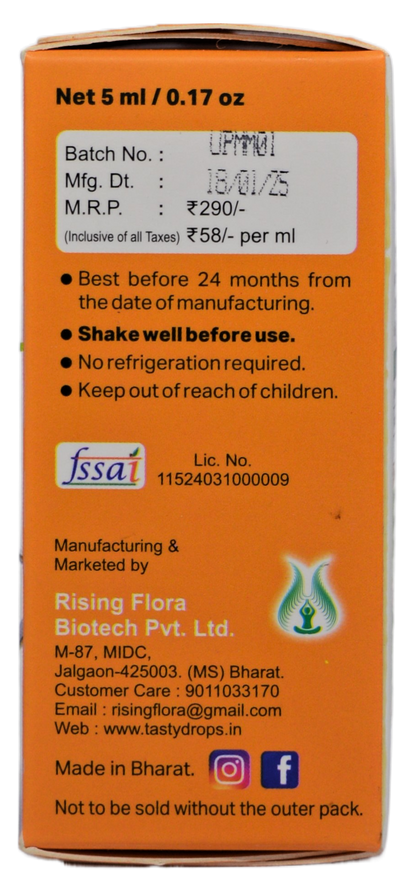 Net 5 ml / 0.17 oz
Batch No. : UPMM01
Mfg. Dt. : 18/01/25
M.R.P. : ₹290/-
(Inclusive of all Taxes) ₹58/- per ml
● Best before 24 months from
the date of manufacturing.
● Shake well before use.
● No refrigeration required.
● Keep out of reach of children.
fssai
Lic. No.
11524031000009
Manufacturing &
Marketed by
Rising Flora
Biotech Pvt. Ltd.
M-87, MIDC,
Jalgaon-425003. (MS) Bharat.
Customer Care : 9011033170
Email : risingflora@gmail.com
Web : www.tastydrops.in
Made in Bharat.
Not to be sold without the outer pack.